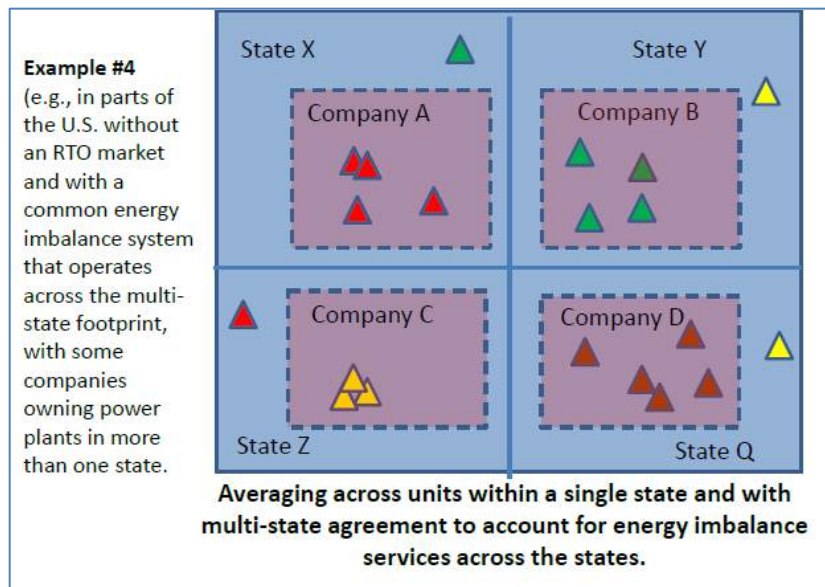 Example #4
(e.g., in parts of
the U.S. without
an RTO market
and with a
common energy
imbalance system
that operates
across the multi-
state footprint,
with some
companies
owning power
plants in more
than one state.
State X
State Y
Company A
Company B
Company C
Company D
State Z
State Q
Averaging across units within a single state and with
multi-state agreement to account for energy imbalance
services across the states.